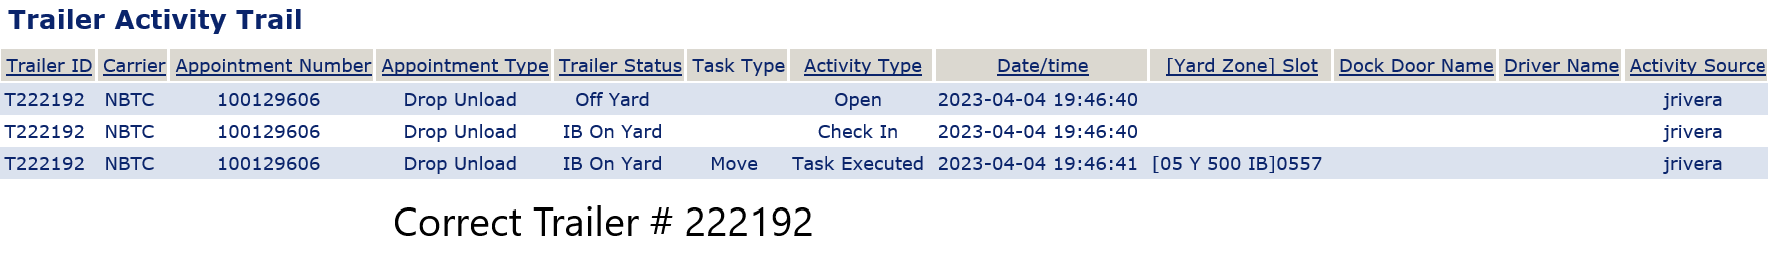 Trailer Activity Trail
Trailer ID Carrier Appointment Number Appointment Type Trailer Status Task Type Activity Type Date/time [Yard Zone] Slot Dock Door Name Driver Name Activity Source
T222192 NBTC 100129606 Drop Unload Off Yard Open 2023-04-04 19:46:40 jrivera
T222192 NBTC 100129606 Drop Unload IB On Yard Check In 2023-04-04 19:46:40 jrivera
T222192 NBTC 100129606 Drop Unload IB On Yard Move Task Executed 2023-04-04 19:46:41 [05 Y 500 IB]0557 jrivera
Correct Trailer # 222192